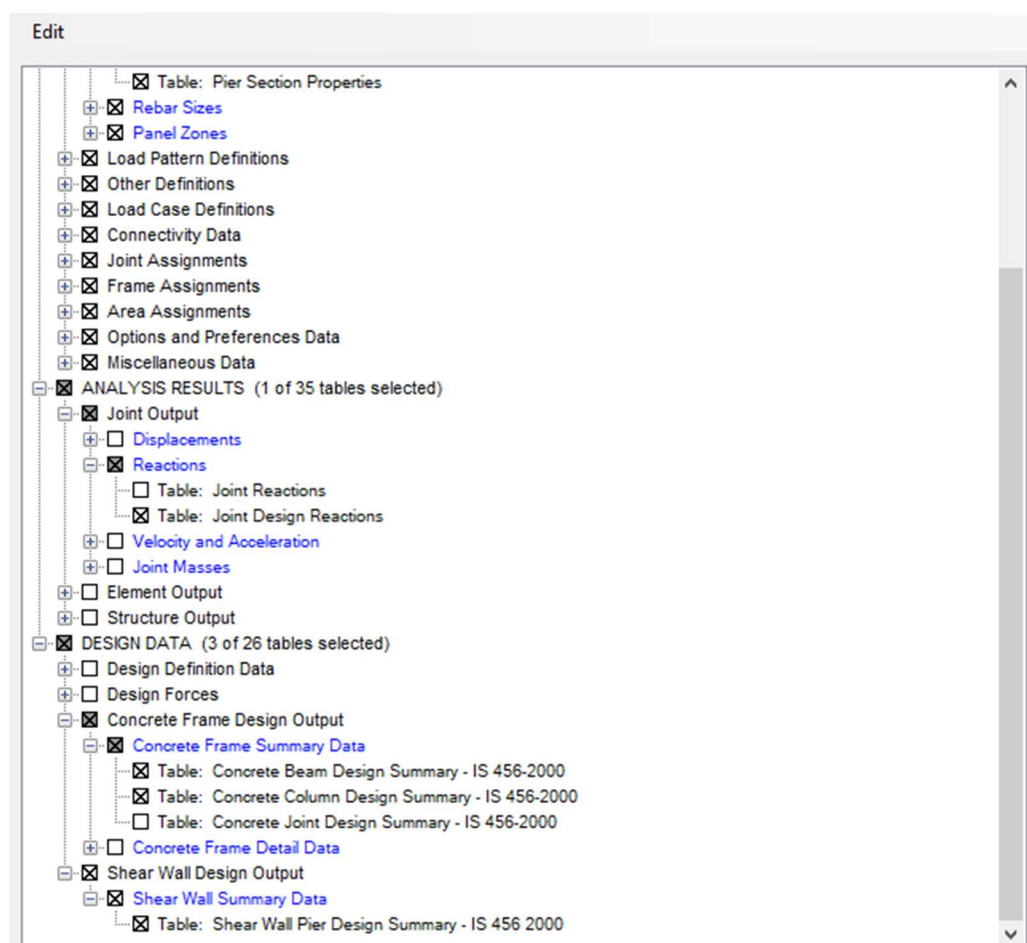 Edit
Table: Pier Section Properties
Rebar Sizes
Panel Zones
Load Pattern Definitions
Other Definitions
Load Case Definitions
Connectivity Data
Joint Assignments
Frame Assignments
Area Assignments
Options and Preferences Data
Miscellaneous Data
ANALYSIS RESULTS (1 of 35 tables selected)
Joint Output
Displacements
Reactions
Table: Joint Reactions
Table: Joint Design Reactions
Velocity and Acceleration
Joint Masses
Element Output
Structure Output
DESIGN DATA (3 of 26 tables selected)
Design Definition Data
Design Forces
Concrete Frame Design Output
Concrete Frame Summary Data
Table: Concrete Beam Design Summary - IS 456-2000
Table: Concrete Column Design Summary - IS 456-2000
Table: Concrete Joint Design Summary - IS 456-2000
Concrete Frame Detail Data
Shear Wall Design Output
Shear Wall Summary Data
Table: Shear Wall Pier Design Summary - IS 456 2000